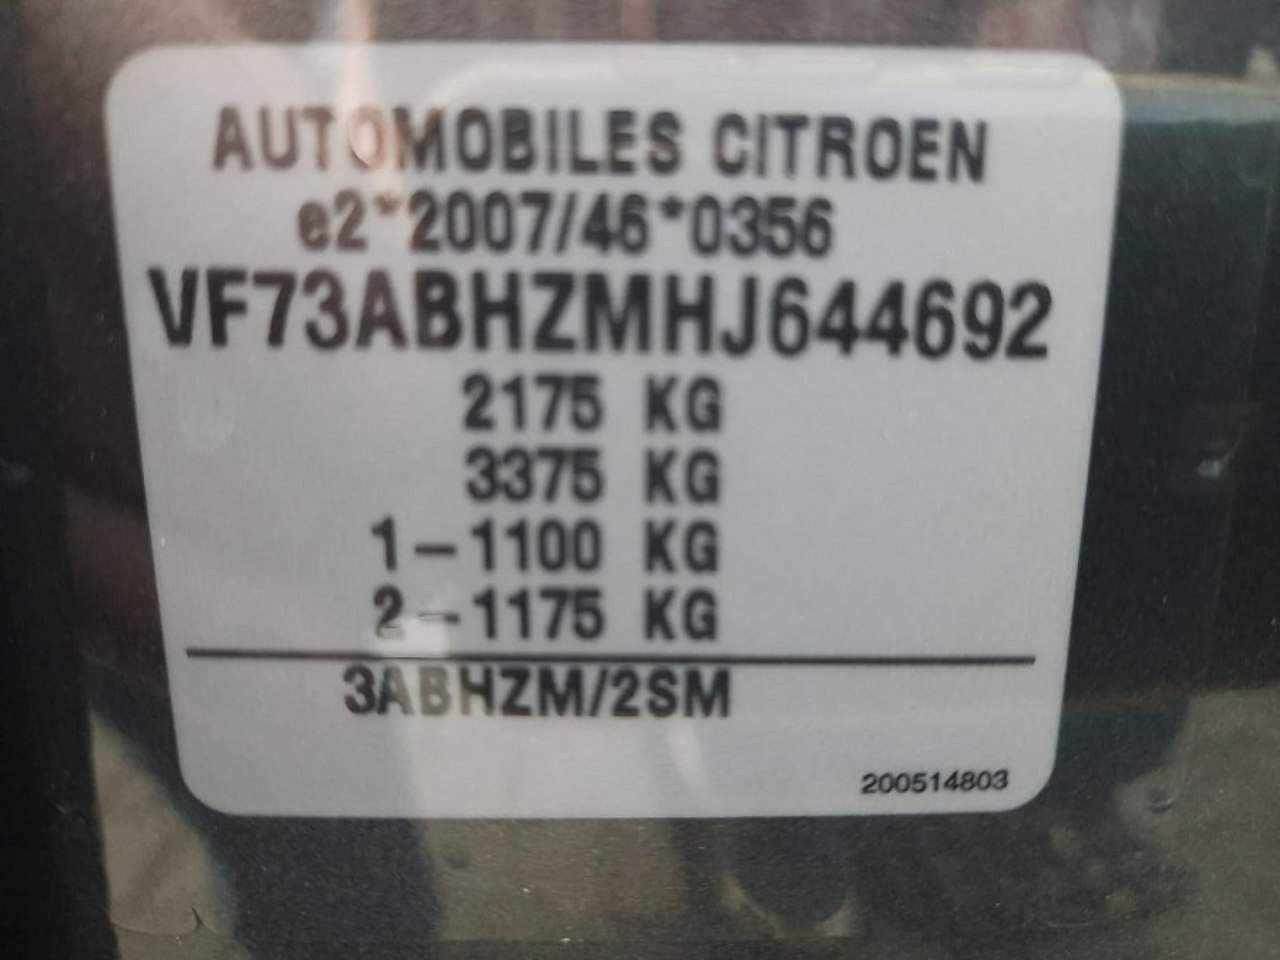 AUTOMOBILES CITROEN
e2*2007/46*0356
VF73ABHZMHJ644692
2175 KG
3375 KG
1-1100 KG
2-1175 KG
3ABHZM/2SM
200514803